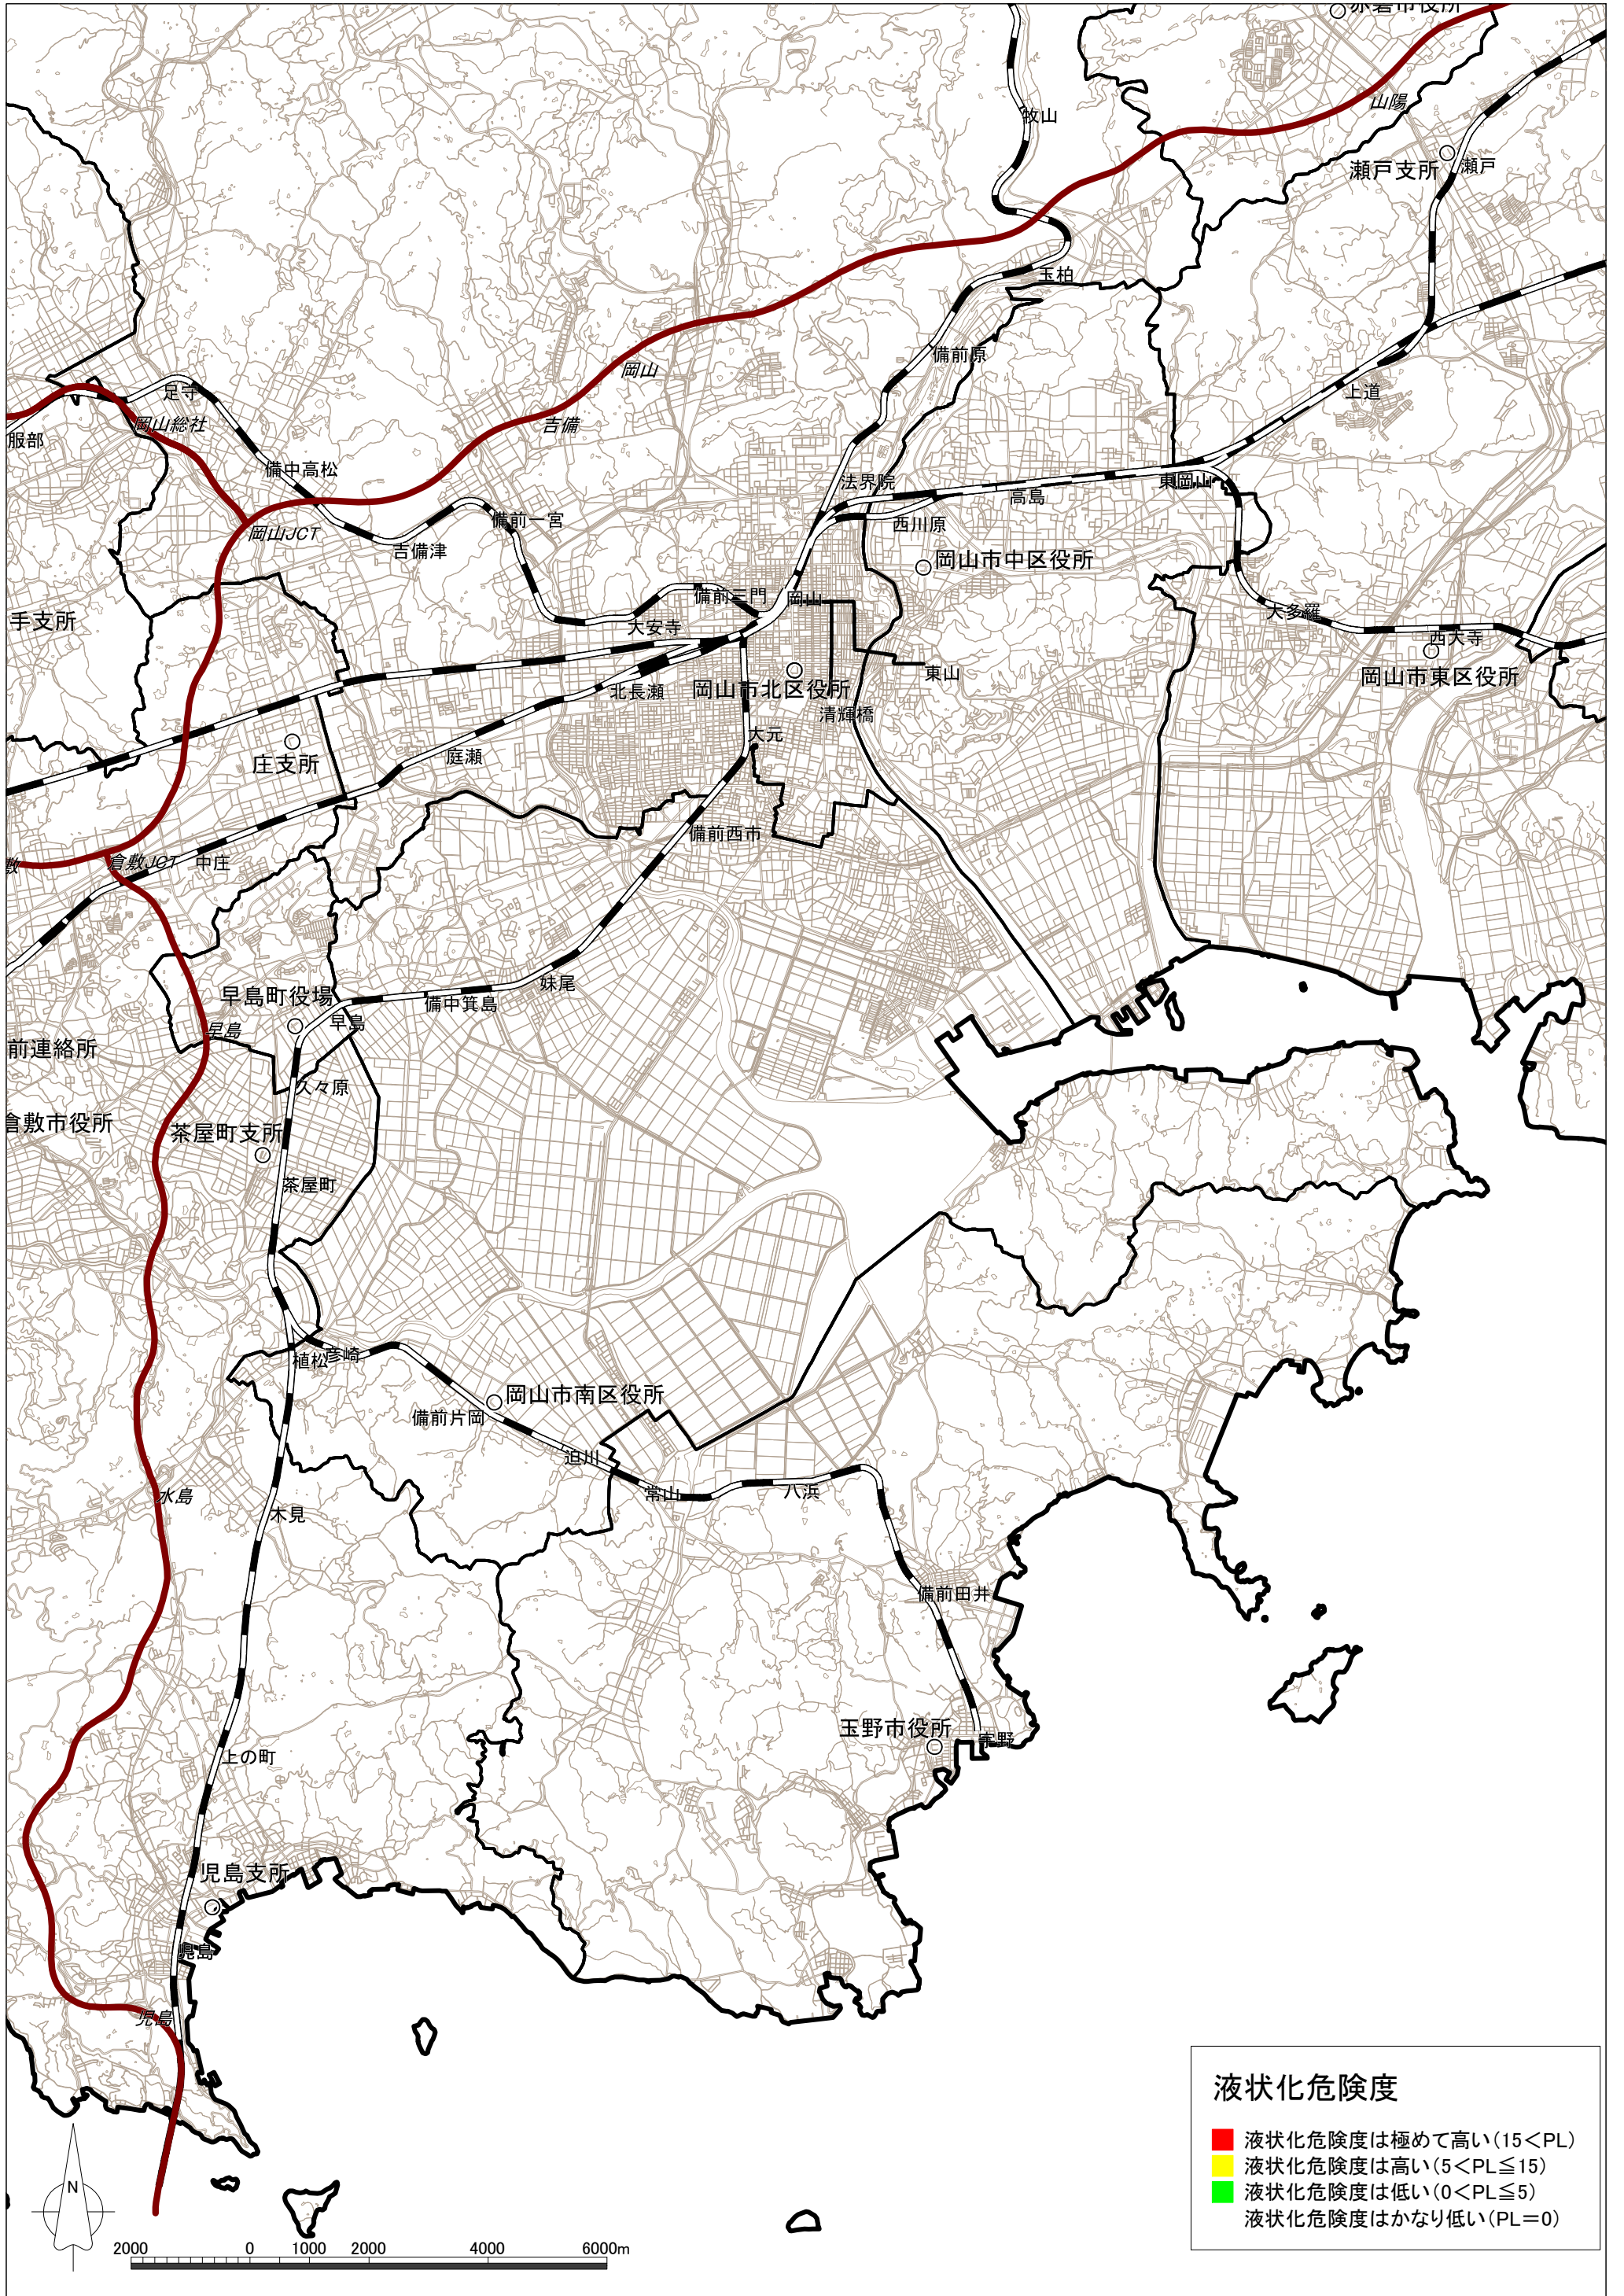 赤磐市役所
山陽
牧山
瀬戸支所
瀬戸
玉柏
備前原
岡山
上道
足守
岡山総社
吉備
服部
備中高松
法界院
高島
東岡山
備前一宮
西川原
岡山JCT
吉備津
岡山市中区役所
備前三門
岡山
大多羅
手支所
大安寺
西大寺
東山
岡山市東区役所
北長瀬
岡山市北区役所
清輝橋
大元
庭瀬
庄支所
備前西市
敷
倉敷JCT
中庄
妹尾
早島町役場
備中箕島
早島
早島
前連絡所
久々原
倉敷市役所
茶屋町支所
茶屋町
植松
彦崎
岡山市南区役所
備前片岡
迫川
常山
八浜
水島
木見
備前田井
玉野市役所
宇野
上の町
児島支所
児島
児島
液状化危険度
液状化危険度は極めて高い(15<PL)
液状化危険度は高い(5<PL≦15)
液状化危険度は低い(0<PL≦5)
液状化危険度はかなり低い(PL=0)
N
2000 0 1000 2000 4000 6000m